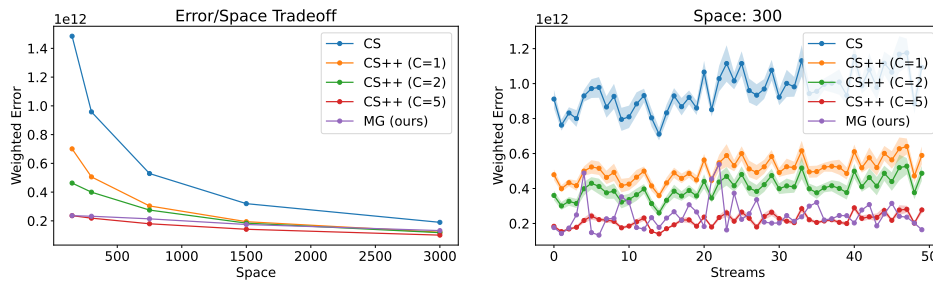 Error/Space Tradeoff
1e12
1.4
1.2
1.0
0.8
0.6
0.4
0.2
Weighted Error
CS
CS++ (C=1)
CS++ (C=2)
CS++ (C=5)
MG (ours)
500
1000
1500
2000
2500
3000
Space
Space: 300
1e12
1.2
1.0
0.8
0.6
0.4
0.2
Weighted Error
CS
CS++ (C=1)
CS++ (C=2)
CS++ (C=5)
MG (ours)
0
10
20
30
40
50
Streams